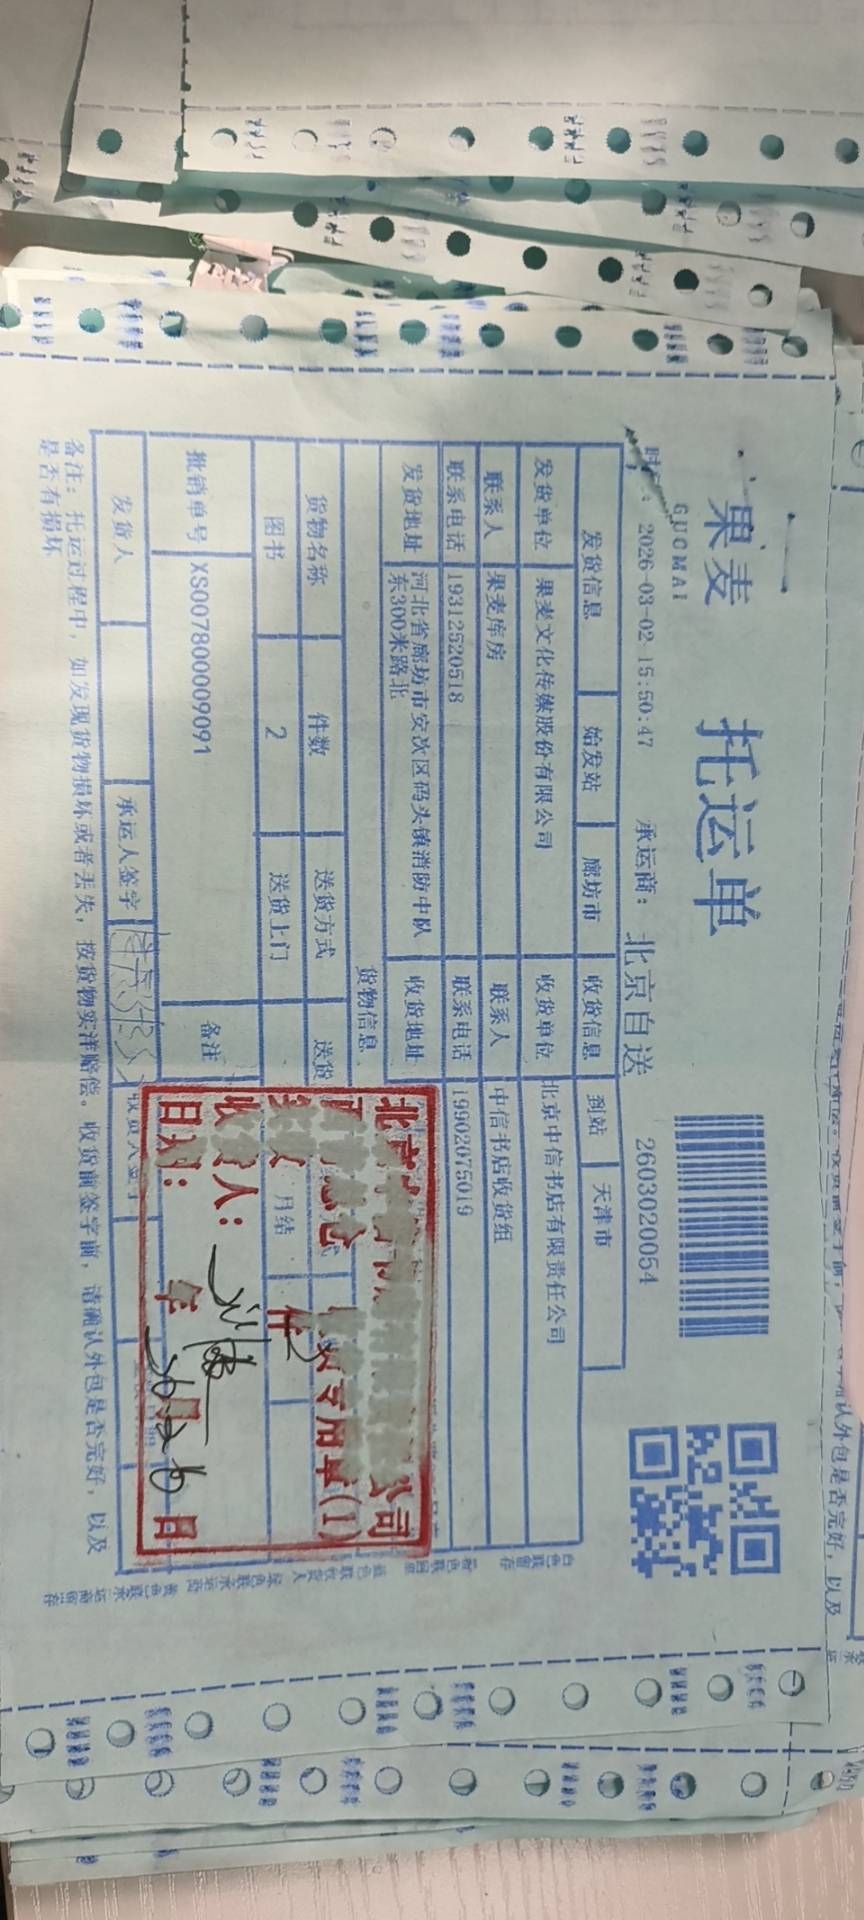 果麦 托运单
GUOMAI
2026-03-02 15:50:47 承运商: 北京自送 2603020054
发货信息 始发站 廊坊市 收货信息 到站 天津市
发货单位 果麦文化传媒股份有限公司 收货单位 北京中信书店有限责任公司
联系人 果麦库房 联系人 中信书店收货组
联系电话 19312520518 联系电话 19902075019
发货地址 河北省廊坊市安次区码头镇消防中队东300米路北 收货地址
货物信息
货物名称 件数 送货方式 送货
图书 2 送货上门 月结
批销单号 XS007800009091 备注
发货人 承运人签字
备注: 托运过程中, 如发现货物损坏或者丢失, 按货物实洋赔偿。收货前签字前, 请确认外包是否完好, 以及
是否有损坏
公司
专用章(1)
件
收 人:
日期: 年 月 日